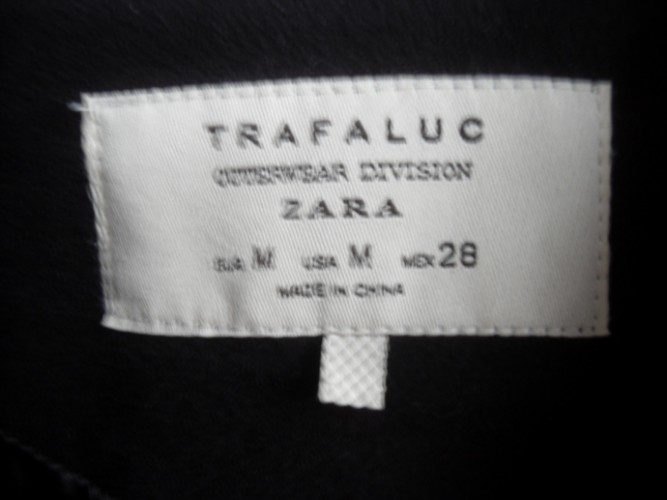 TRAFALUC
OUTERWEAR DIVISION
ZARA
EUR M USA M MEX 28
MADE IN CHINA